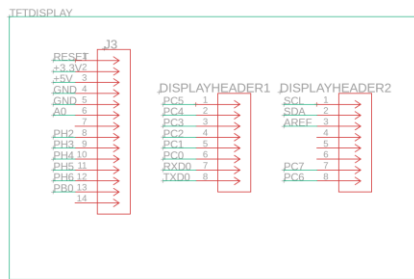 TFTDISPLAY
J3
RESET 1
+3.3V 2
+5V 3
GND 4
GND 5
A0 6
7
PH2 8
PH3 9
PH4 10
PH5 11
PH6 12
PB0 13
14
DISPLAYHEADER1
PC5 1
PC4 2
PC3 3
PC2 4
PC1 5
PC0 6
RXD0 7
TXD0 8
DISPLAYHEADER2
SCL 1
SDA 2
AREF 3
4
5
6
PC7 7
PC6 8